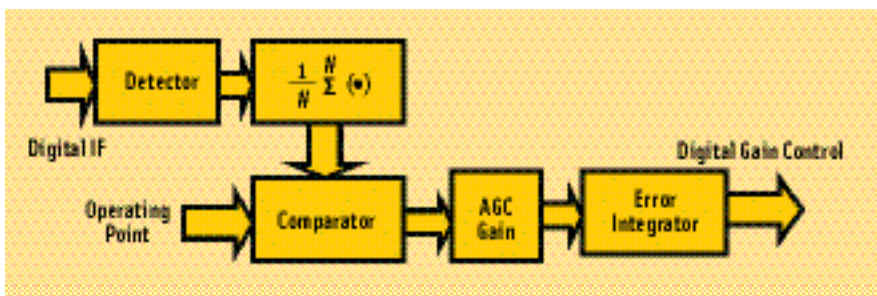 Detector
1/N N Σ (•)
Digital IF
Digital Gain Control
Operating
Point
Comparator
AGC
Gain
Error
Integrator